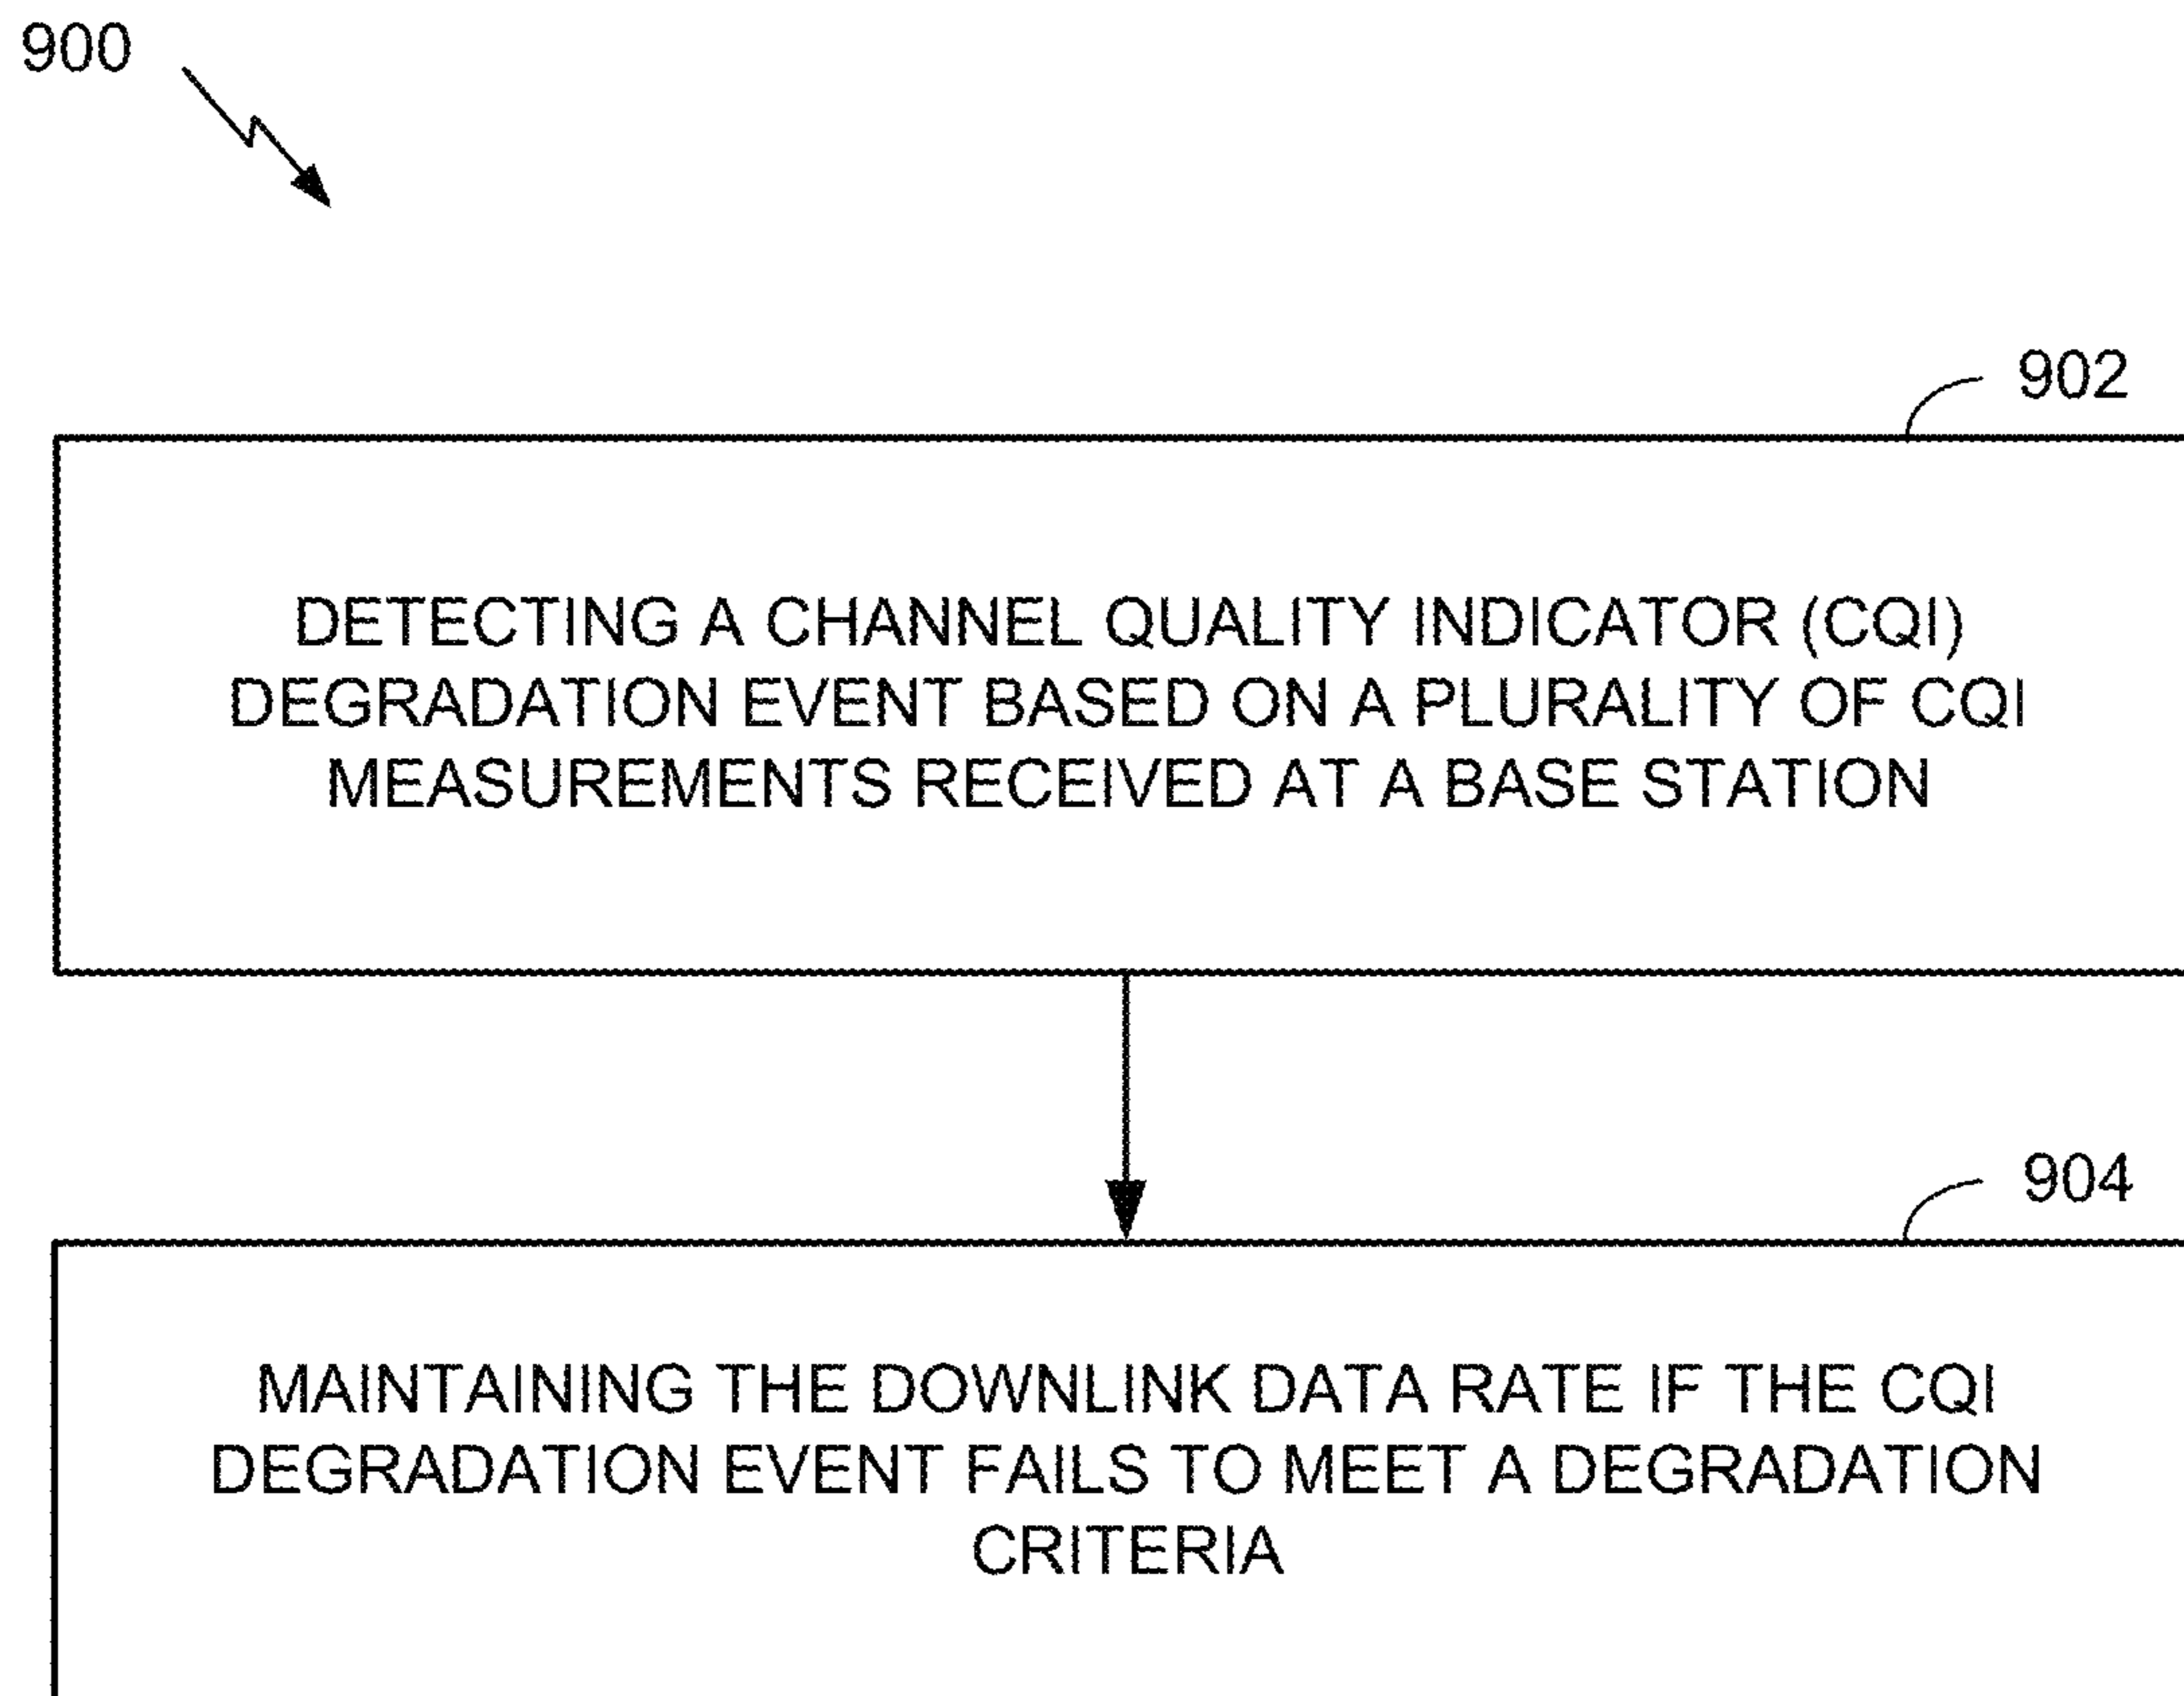 900
902
DETECTING A CHANNEL QUALITY INDICATOR (CQI)
DEGRADATION EVENT BASED ON A PLURALITY OF CQI
MEASUREMENTS RECEIVED AT A BASE STATION
904
MAINTAINING THE DOWNLINK DATA RATE IF THE CQI
DEGRADATION EVENT FAILS TO MEET A DEGRADATION
CRITERIA